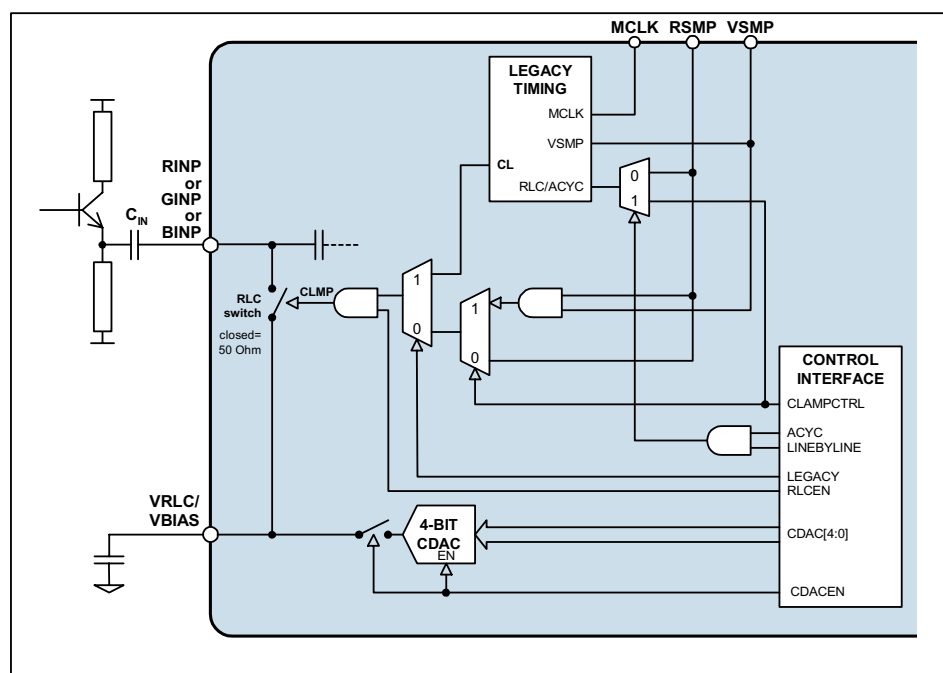 MCLK RSMP VSMP
LEGACY
TIMING
MCLK
VSMP
CL
RLC/ACYC
0
1
RINP
or
GINP
or
BINP
CIN
RLC
switch
closed=
50 Ohm
CLMP
1
0
1
0
CONTROL
INTERFACE
CLAMPCTRL
ACYC
LINEBYLINE
LEGACY
RLCEN
CDAC[4:0]
CDACEN
VRLC/
VBIAS
4-BIT
CDAC
EN